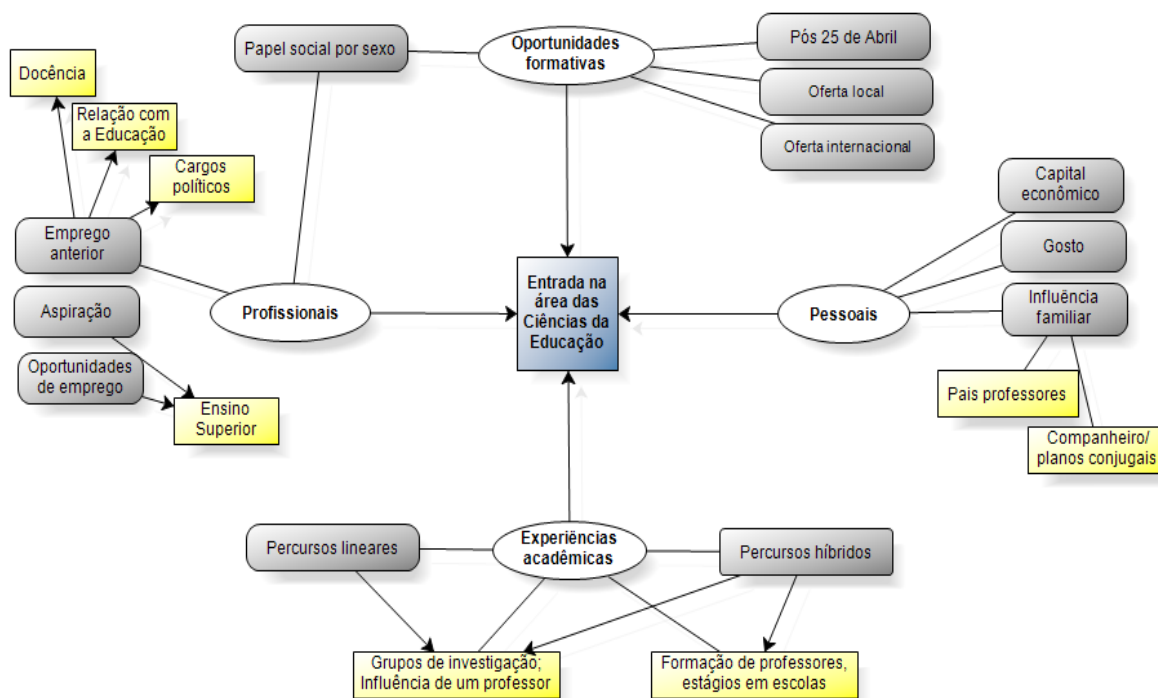 Papel social por sexo
Oportunidades
formativas
Pós 25 de Abril
Oferta local
Oferta internacional
Docência
Relação com
a Educação
Cargos
políticos
Emprego
anterior
Aspiração
Oportunidades
de emprego
Ensino
Superior
Profissionais
Entrada na
área das
Ciências da
Educação
Pessoais
Capital
econômico
Gosto
Influência
familiar
Pais professores
Companheiro/
planos conjugais
Percursos lineares
Experiências
acadêmicas
Percursos híbridos
Grupos de investigação;
Influência de um professor
Formação de professores,
estágios em escolas